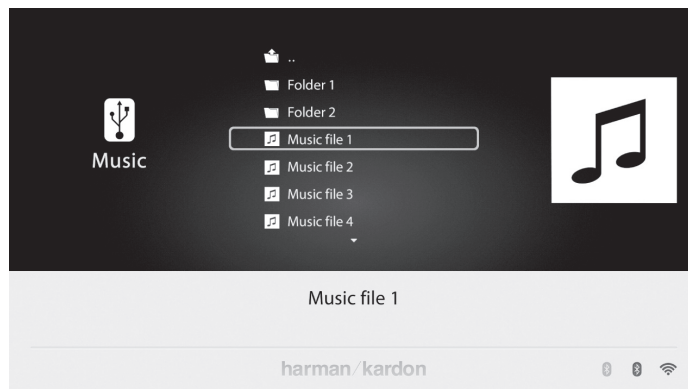 ..
Folder 1
Folder 2
Music file 1
Music
Music file 2
Music file 3
Music file 4
Music file 1
harman/kardon